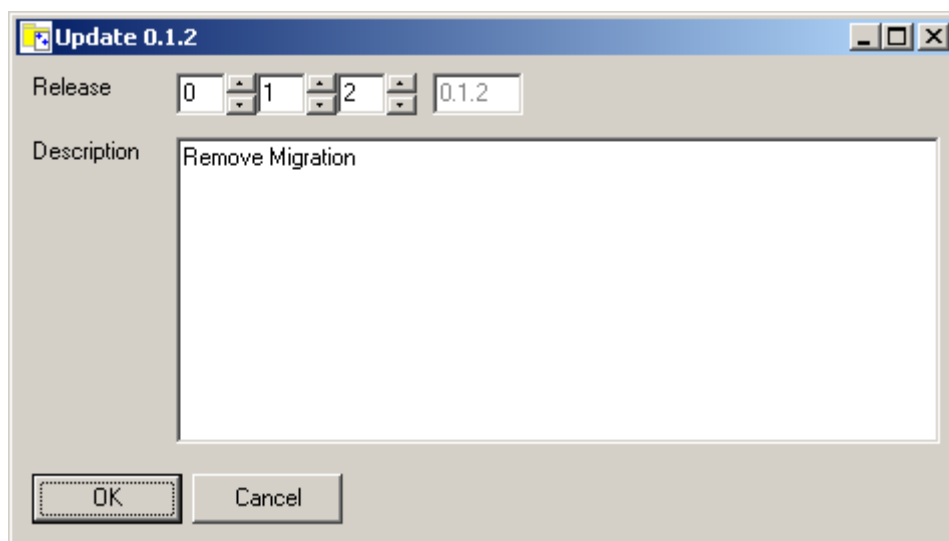 Update 0.1.2
Release 0 1 2 0.1.2
Description Remove Migration
OK Cancel